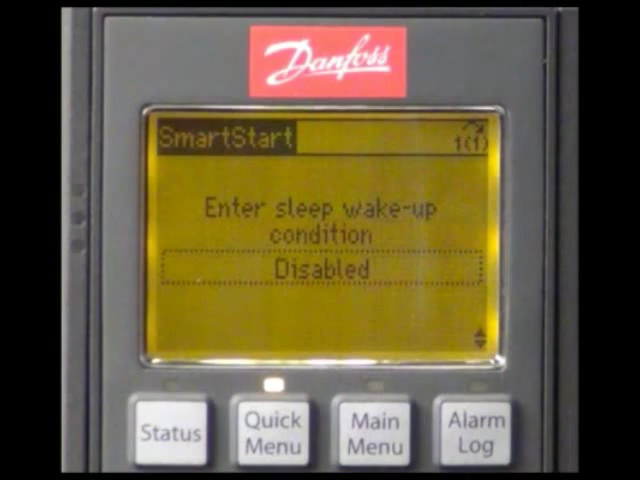 Danfoss
SmartStart
1(1)
Enter sleep wake-up
condition
Disabled
Status
Quick
Menu
Main
Menu
Alarm
Log